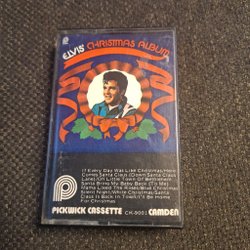 ELVIS' CHRISTMAS ALBUM
If Every Day Was Like Christmas/Here
Comes Santa Claus (Down Santa Claus
Lane)/Oh Little Town Of Bethlehem
Santa Bring My Baby Back (To Me)
Mama Liked The Roses/Blue Christmas
Silent Night/White Christmas/Santa
Claus Is Back In Town/I'll Be Home
For Christmas
P
PICKWICK CASSETTE CAMDEN